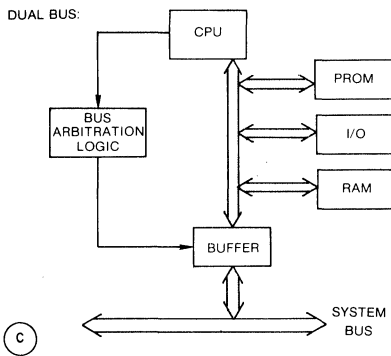 DUAL BUS:
CPU
PROM
BUS
ARBITRATION
LOGIC
I/O
RAM
BUFFER
SYSTEM
BUS
C